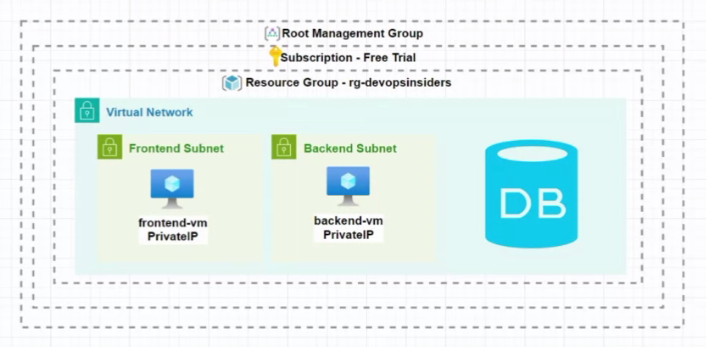 Root Management Group
Subscription - Free Trial
Resource Group - rg-devopsinsiders
Virtual Network
Frontend Subnet
Backend Subnet
frontend-vm
PrivateIP
backend-vm
PrivateIP
DB